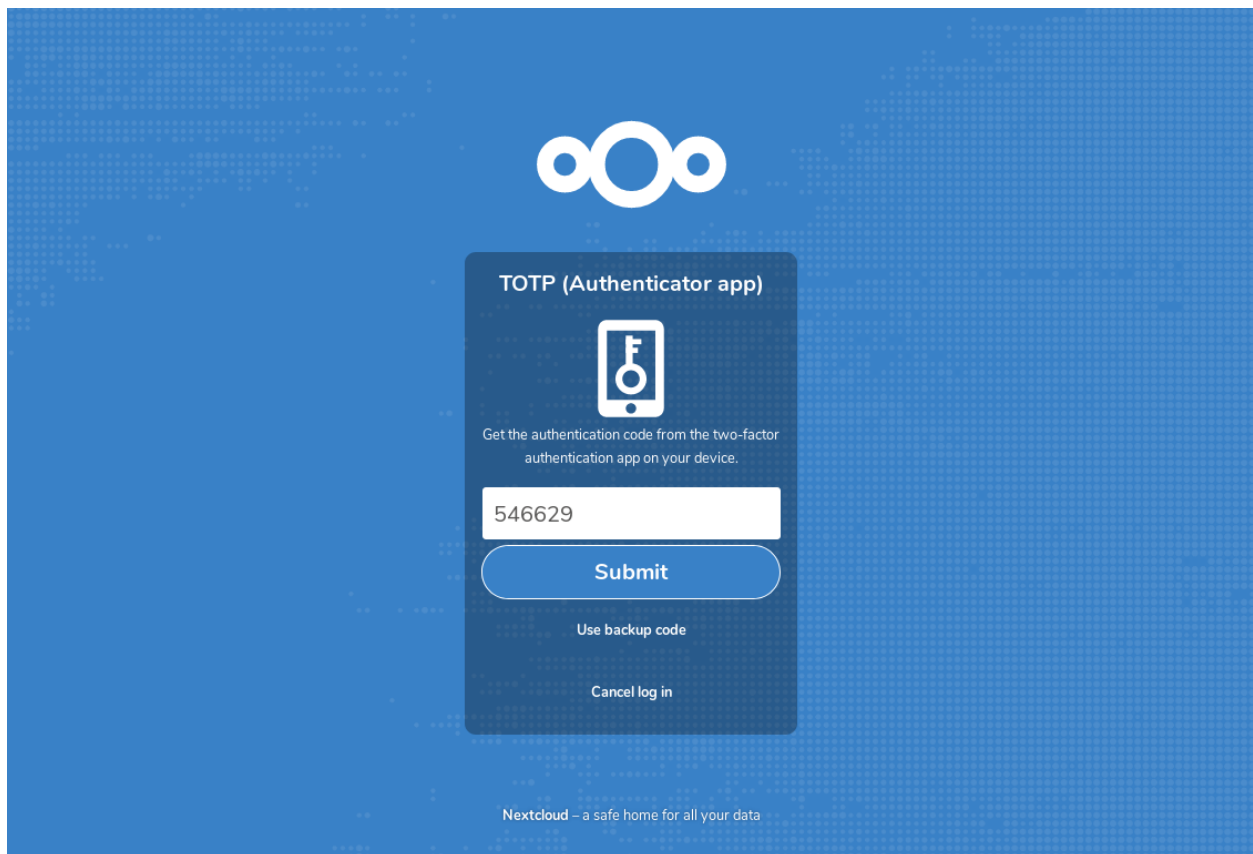 TOTP (Authenticator app)
Get the authentication code from the two-factor
authentication app on your device.
546629
Submit
Use backup code
Cancel log in
Nextcloud – a safe home for all your data